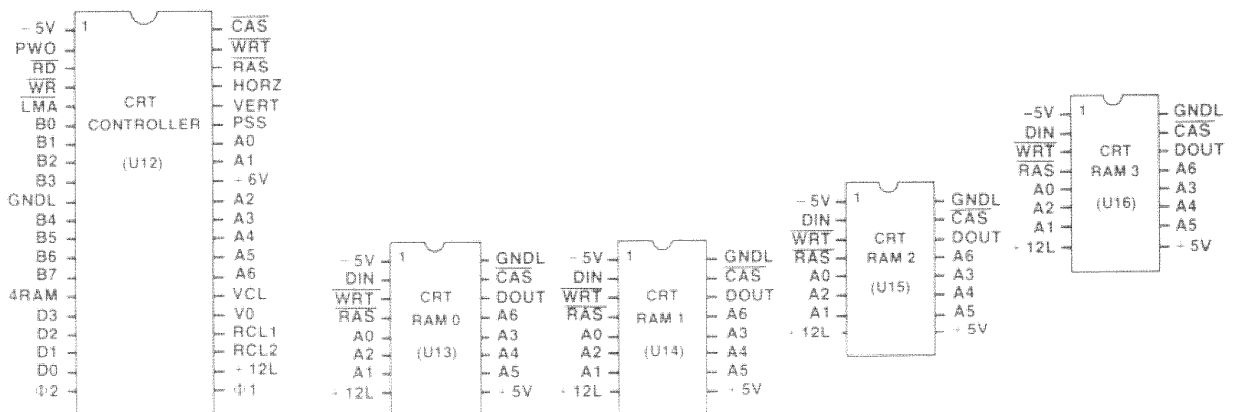 -5V 1 CAS
PWO WRT
RD RAS
WR HORZ
LMA CRT VERT
B0 CONTROLLER PSS
B1 A0
B2 (U12) A1
B3 +6V
GNDL A2
B4 A3
B5 A4
B6 A5
B7 A6
4RAM VCL
D3 V0
D2 RCL1
D1 RCL2
D0 +12L
Φ2 Φ1
-5V 1 GNDL
DIN CAS
WRT CRT DOUT
RAS RAM 0 A6
A0 A3
A2 (U13) A4
A1 A5
+12L +5V
-5V 1 GNDL
DIN CAS
WRT CRT DOUT
RAS RAM 1 A6
A0 A3
A2 (U14) A4
A1 A5
+12L +5V
-5V 1 GNDL
DIN CAS
WRT CRT DOUT
RAS RAM 2 A6
A0 A3
A2 (U15) A4
A1 A5
+12L +5V
-5V 1 GNDL
DIN CAS
WRT CRT DOUT
RAS RAM 3 A6
A0 A3
A2 (U16) A4
A1 A5
+12L +5V